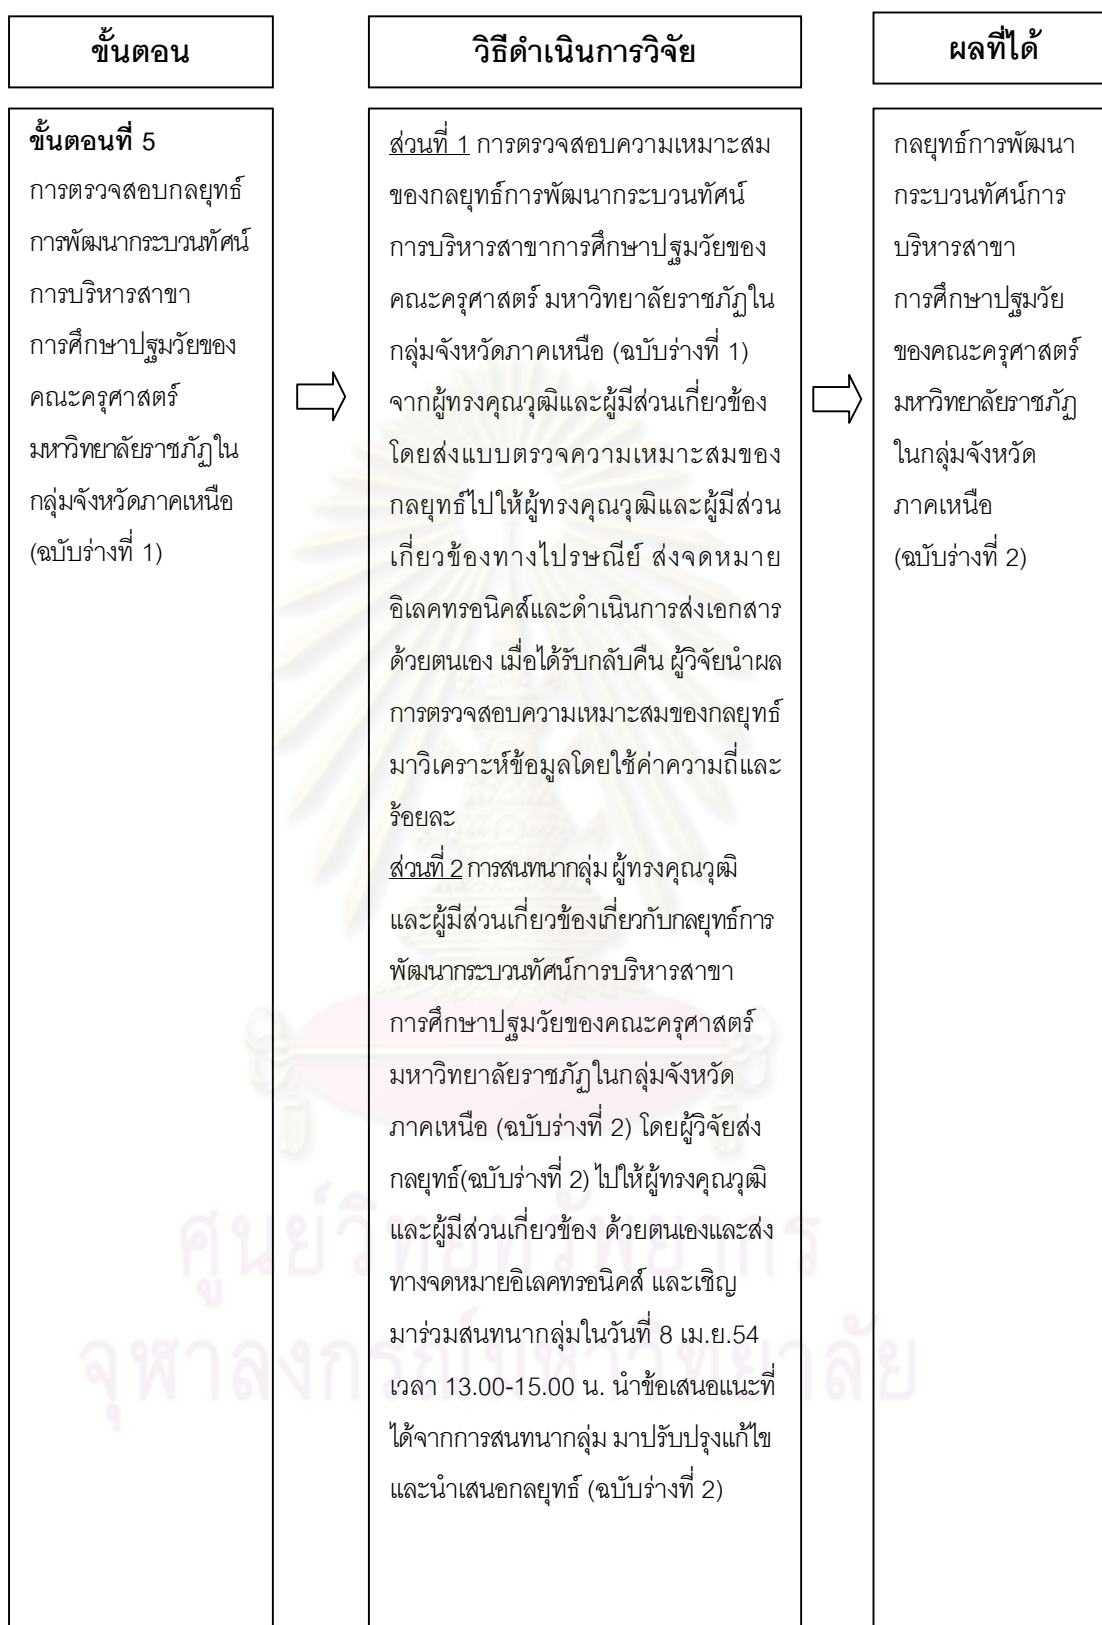 ขั้นตอน
วิธีดำเนินการวิจัย
ผลที่ได้
ขั้นตอนที่ 5
การตรวจสอบกลยุทธ์
การพัฒนากระบวนทัศน์
การบริหารสาขา
การศึกษาปฐมวัยของ
คณะครุศาสตร์
มหาวิทยาลัยราชภัฏใน
กลุ่มจังหวัดภาคเหนือ
(ฉบับร่างที่ 1)
ส่วนที่ 1 การตรวจสอบความเหมาะสม
ของกลยุทธ์การพัฒนากระบวนทัศน์
การบริหารสาขาการศึกษาปฐมวัยของ
คณะครุศาสตร์ มหาวิทยาลัยราชภัฏใน
กลุ่มจังหวัดภาคเหนือ (ฉบับร่างที่ 1)
จากผู้ทรงคุณวุฒิและผู้มีส่วนเกี่ยวข้อง
โดยส่งแบบตรวจความเหมาะสมของ
กลยุทธ์ไปให้ผู้ทรงคุณวุฒิและผู้มีส่วน
เกี่ยวข้องทางไปรษณีย์ ส่งจดหมาย
อิเลคทรอนิคส์และดำเนินการส่งเอกสาร
ด้วยตนเอง เมื่อได้รับกลับคืน ผู้วิจัยนำผล
การตรวจสอบความเหมาะสมของกลยุทธ์
มาวิเคราะห์ข้อมูลโดยใช้ค่าความถี่และ
ร้อยละ
ส่วนที่ 2 การสนทนากลุ่ม ผู้ทรงคุณวุฒิ
และผู้มีส่วนเกี่ยวข้องเกี่ยวกับกลยุทธ์การ
พัฒนากระบวนทัศน์การบริหารสาขา
การศึกษาปฐมวัยของคณะครุศาสตร์
มหาวิทยาลัยราชภัฏในกลุ่มจังหวัด
ภาคเหนือ (ฉบับร่างที่ 2) โดยผู้วิจัยส่ง
กลยุทธ์(ฉบับร่างที่ 2) ไปให้ผู้ทรงคุณวุฒิ
และผู้มีส่วนเกี่ยวข้อง ด้วยตนเองและส่ง
ทางจดหมายอิเลคทรอนิคส์ และเชิญ
มาร่วมสนทนากลุ่มในวันที่ 8 เม.ย.54
เวลา 13.00-15.00 น. นำข้อเสนอแนะที่
ได้จากการสนทนากลุ่ม มาปรับปรุงแก้ไข
และนำเสนอกลยุทธ์ (ฉบับร่างที่ 2)
กลยุทธ์การพัฒนา
กระบวนทัศน์การ
บริหารสาขา
การศึกษาปฐมวัย
ของคณะครุศาสตร์
มหาวิทยาลัยราชภัฏ
ในกลุ่มจังหวัด
ภาคเหนือ
(ฉบับร่างที่ 2)
ศูนย์วิทยทรัพยากร
จุฬาลงกรณ์มหาวิทยาลัย